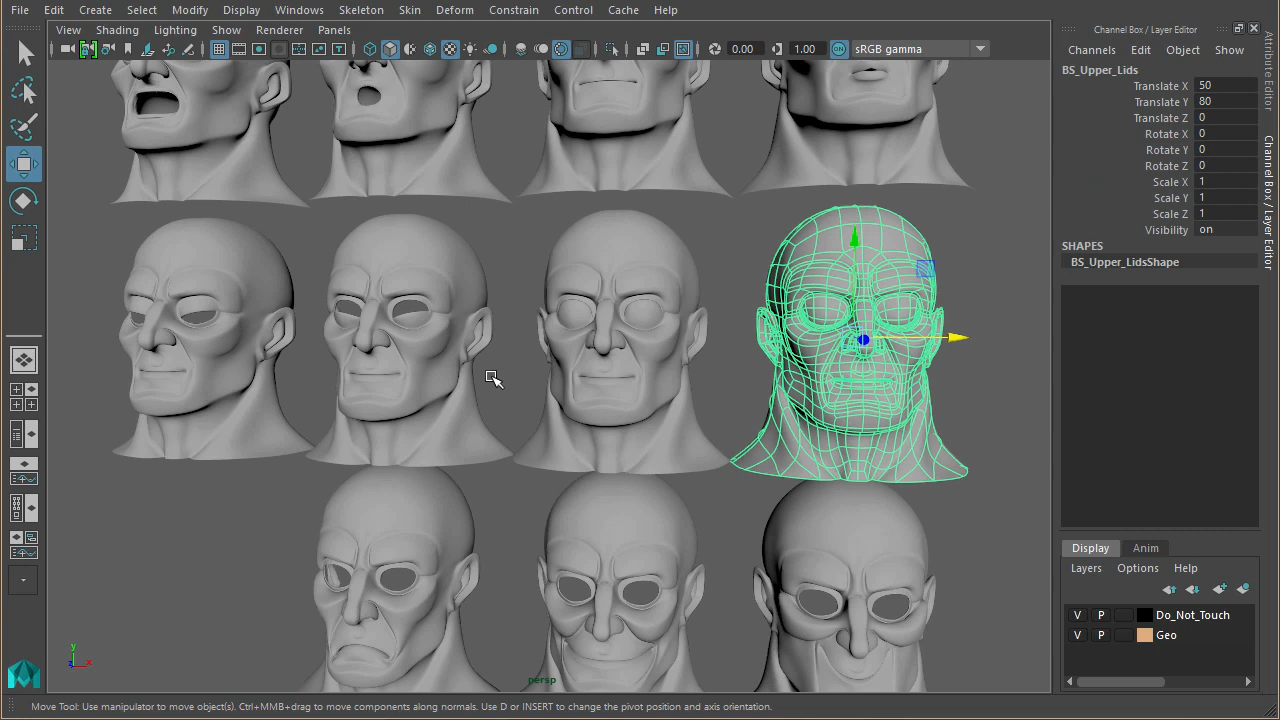 File Edit Create Select Modify Display Windows Skeleton Skin Deform Constrain Control Cache Help
View Shading Lighting Show Renderer Panels
0.00 1.00 ON sRGB gamma
Channel Box / Layer Editor
Channels Edit Object Show
BS_Upper_Lids
Translate X 50
Translate Y 80
Translate Z 0
Rotate X 0
Rotate Y 0
Rotate Z 0
Scale X 1
Scale Y 1
Scale Z 1
Visibility on
SHAPES
BS_Upper_LidsShape
Attribute Editor
Channel Box / Layer Editor
Display Anim
Layers Options Help
V P Do_Not_Touch
V P Geo
y
z x
persp
Move Tool: Use manipulator to move object(s). Ctrl+MMB+drag to move components along normals. Use D or INSERT to change the pivot position and axis orientation.